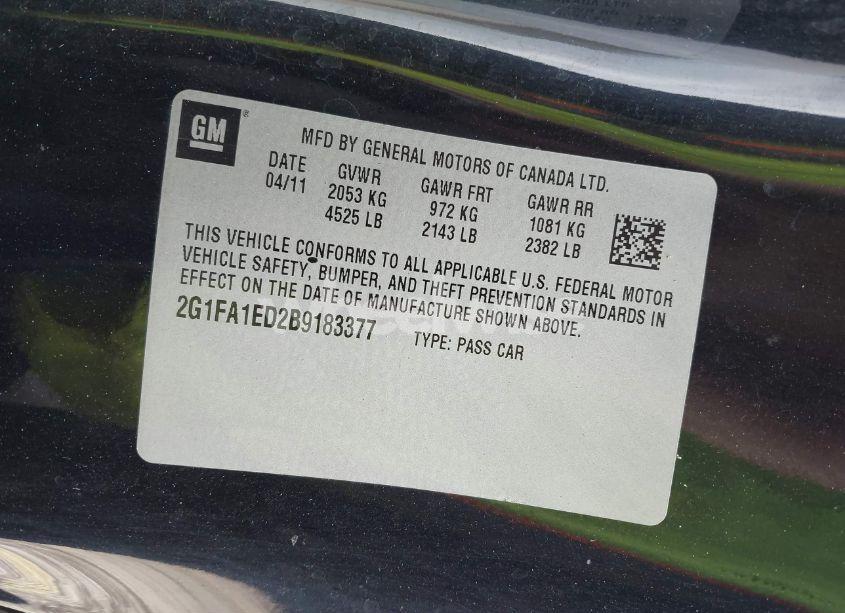 GM ®
MFD BY GENERAL MOTORS OF CANADA LTD.
DATE GVWR GAWR FRT GAWR RR
04/11 2053 KG 972 KG 1081 KG
4525 LB 2143 LB 2382 LB
THIS VEHICLE CONFORMS TO ALL APPLICABLE U.S. FEDERAL MOTOR
VEHICLE SAFETY, BUMPER, AND THEFT PREVENTION STANDARDS IN
EFFECT ON THE DATE OF MANUFACTURE SHOWN ABOVE.
2G1FA1ED2B9183377 TYPE: PASS CAR